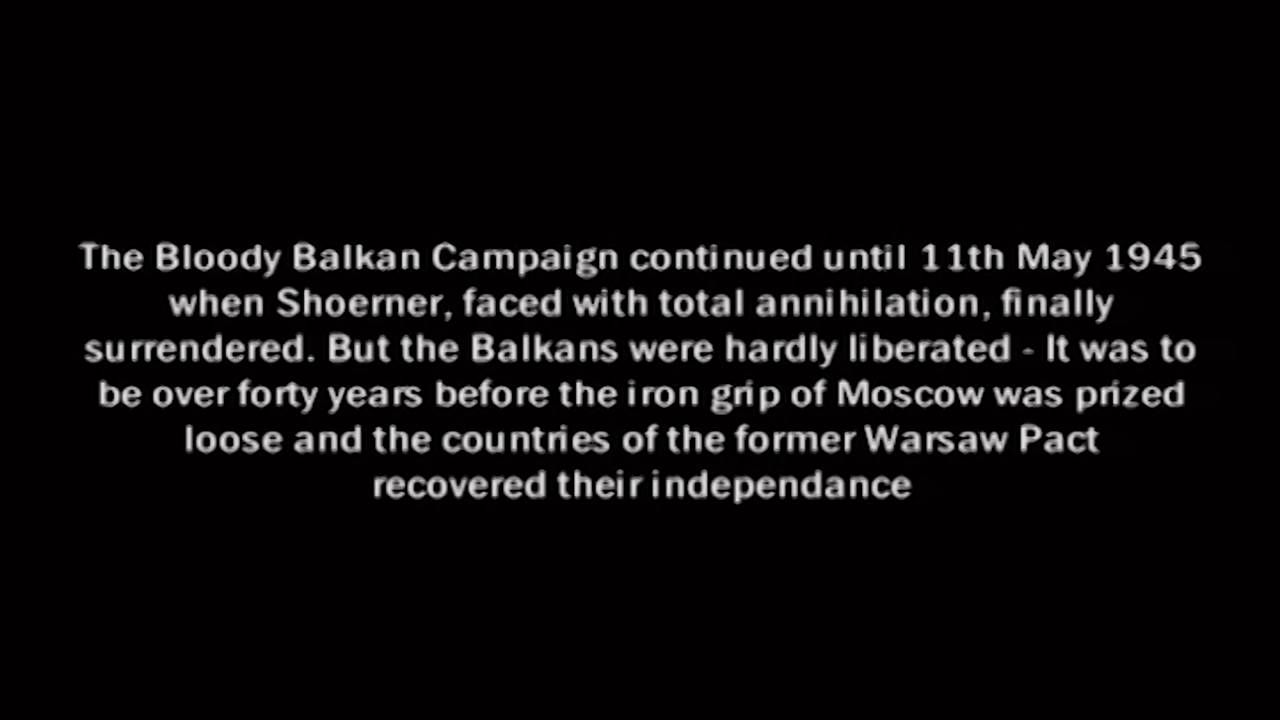 The Bloody Balkan Campaign continued until 11th May 1945
when Shoerner, faced with total annihilation, finally
surrendered. But the Balkans were hardly liberated - It was to
be over forty years before the iron grip of Moscow was prized
loose and the countries of the former Warsaw Pact
recovered their independance